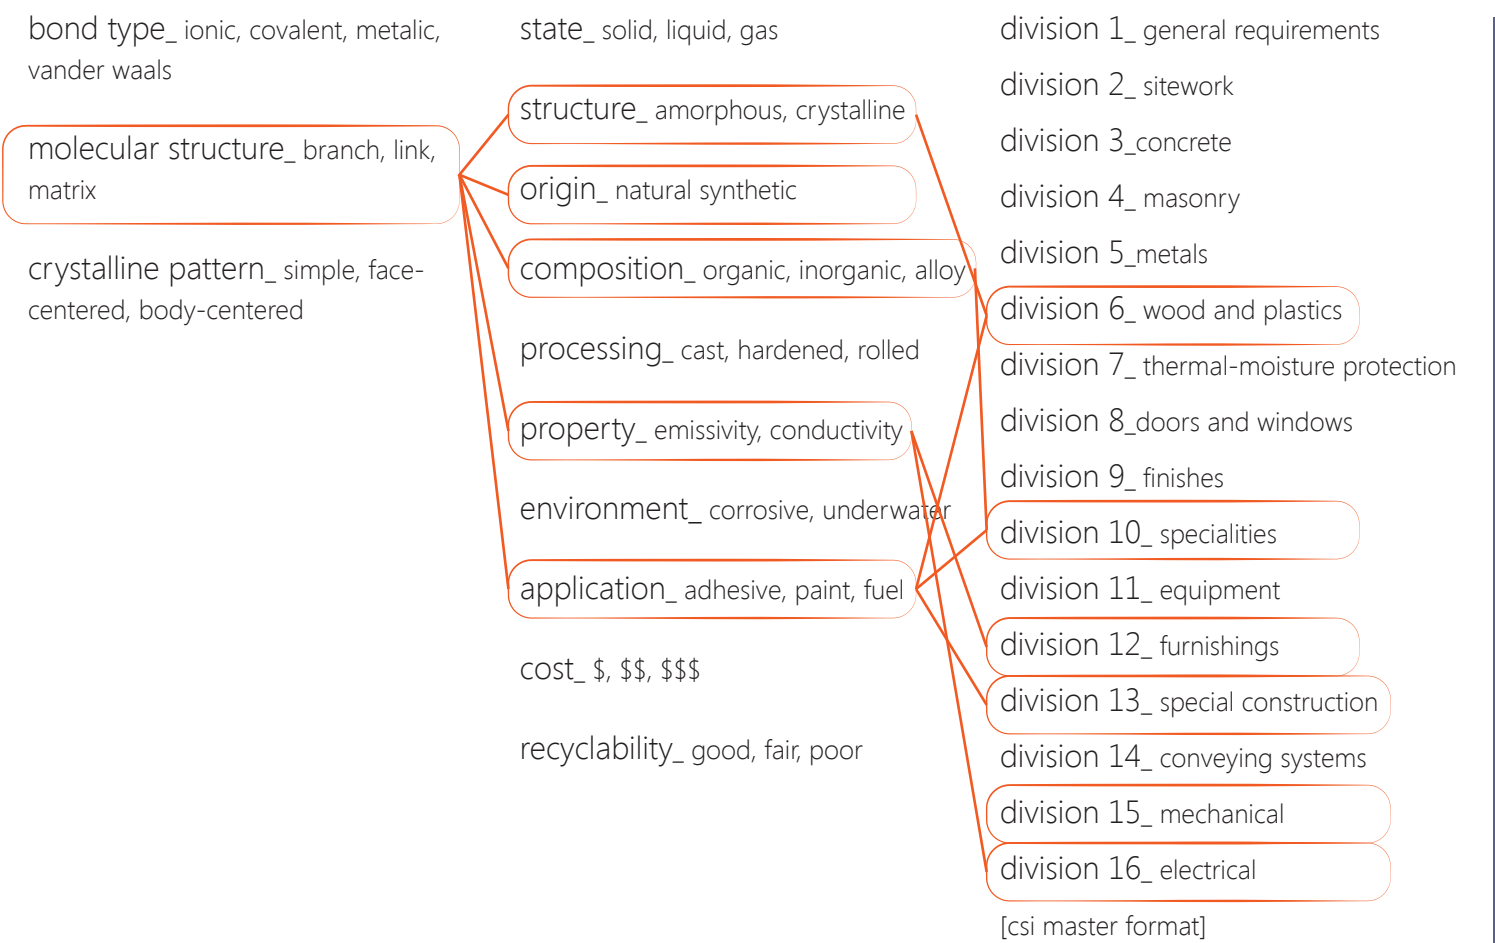 bond type_ ionic, covalent, metalic,
vander waals
molecular structure_ branch, link,
matrix
crystalline pattern_ simple, face-
centered, body-centered
state_ solid, liquid, gas
structure_ amorphous, crystalline
origin_ natural synthetic
composition_ organic, inorganic, alloy
processing_ cast, hardened, rolled
property_ emissivity, conductivity
environment_ corrosive, underwater
application_ adhesive, paint, fuel
cost_ $, $$, $$$
recyclability_ good, fair, poor
division 1_ general requirements
division 2_ sitework
division 3_concrete
division 4_ masonry
division 5_metals
division 6_ wood and plastics
division 7_ thermal-moisture protection
division 8_doors and windows
division 9_ finishes
division 10_ specialities
division 11_ equipment
division 12_ furnishings
division 13_ special construction
division 14_ conveying systems
division 15_ mechanical
division 16_ electrical
[csi master format]